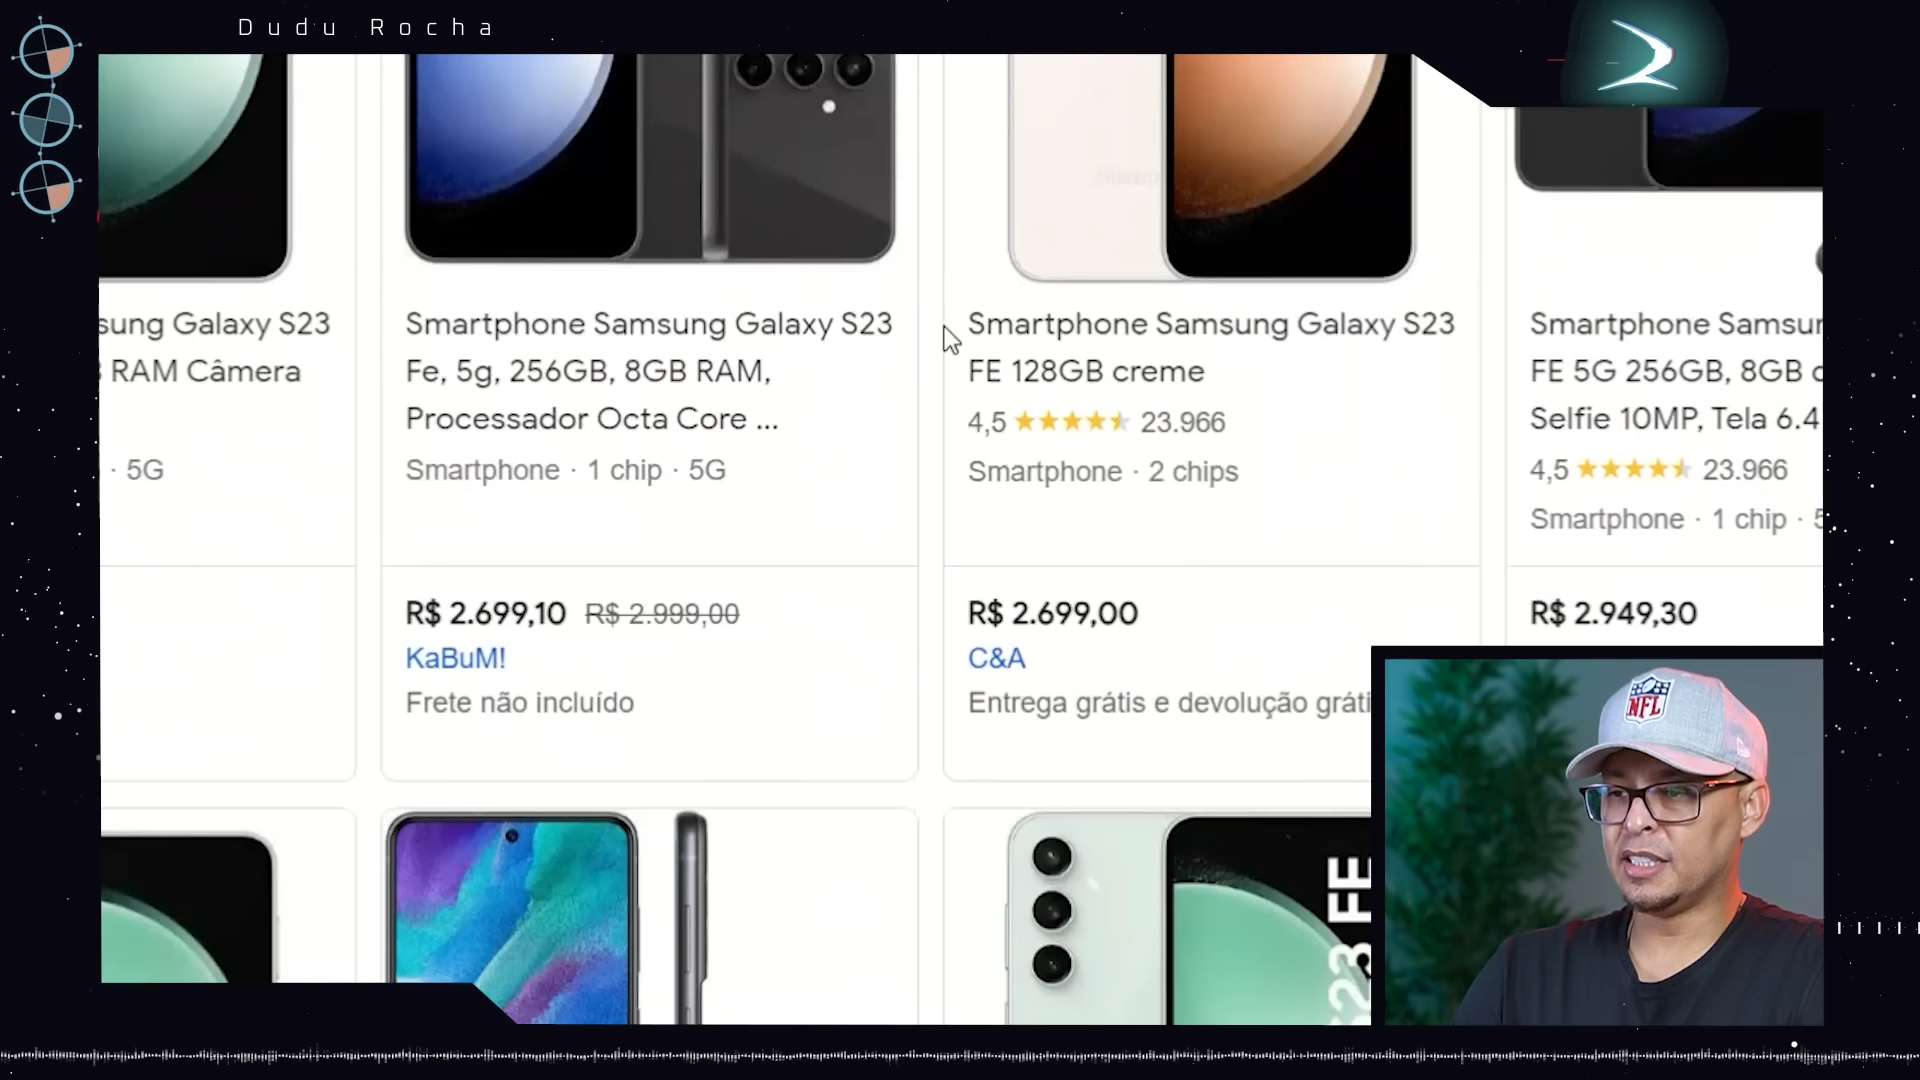 Dudu Rocha
sung Galaxy S23
RAM Câmera
· 5G
Smartphone Samsung Galaxy S23
Fe, 5g, 256GB, 8GB RAM,
Processador Octa Core ...
Smartphone · 1 chip · 5G
R$ 2.699,10 R$ 2.999,00
KaBuM!
Frete não incluído
Smartphone Samsung Galaxy S23
FE 128GB creme
4,5 23.966
Smartphone · 2 chips
R$ 2.699,00
C&A
Entrega grátis e devolução gráti
Smartphone Samsur
FE 5G 256GB, 8GB
Selfie 10MP, Tela 6.4
4,5 23.966
Smartphone · 1 chip · 5
R$ 2.949,30
S23 FE
NFL